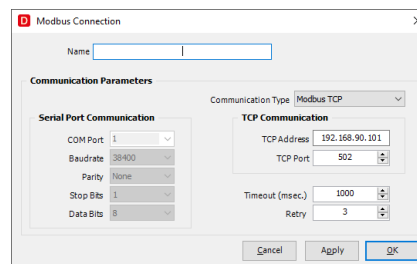 D Modbus Connection
Name
Communication Parameters
Communication Type Modbus TCP
Serial Port Communication
COM Port 1
Baudrate 38400
Parity None
Stop Bits 1
Data Bits 8
TCP Communication
TCP Address 192.168.90.101
TCP Port 502
Timeout (msec.) 1000
Retry 3
Cancel Apply OK